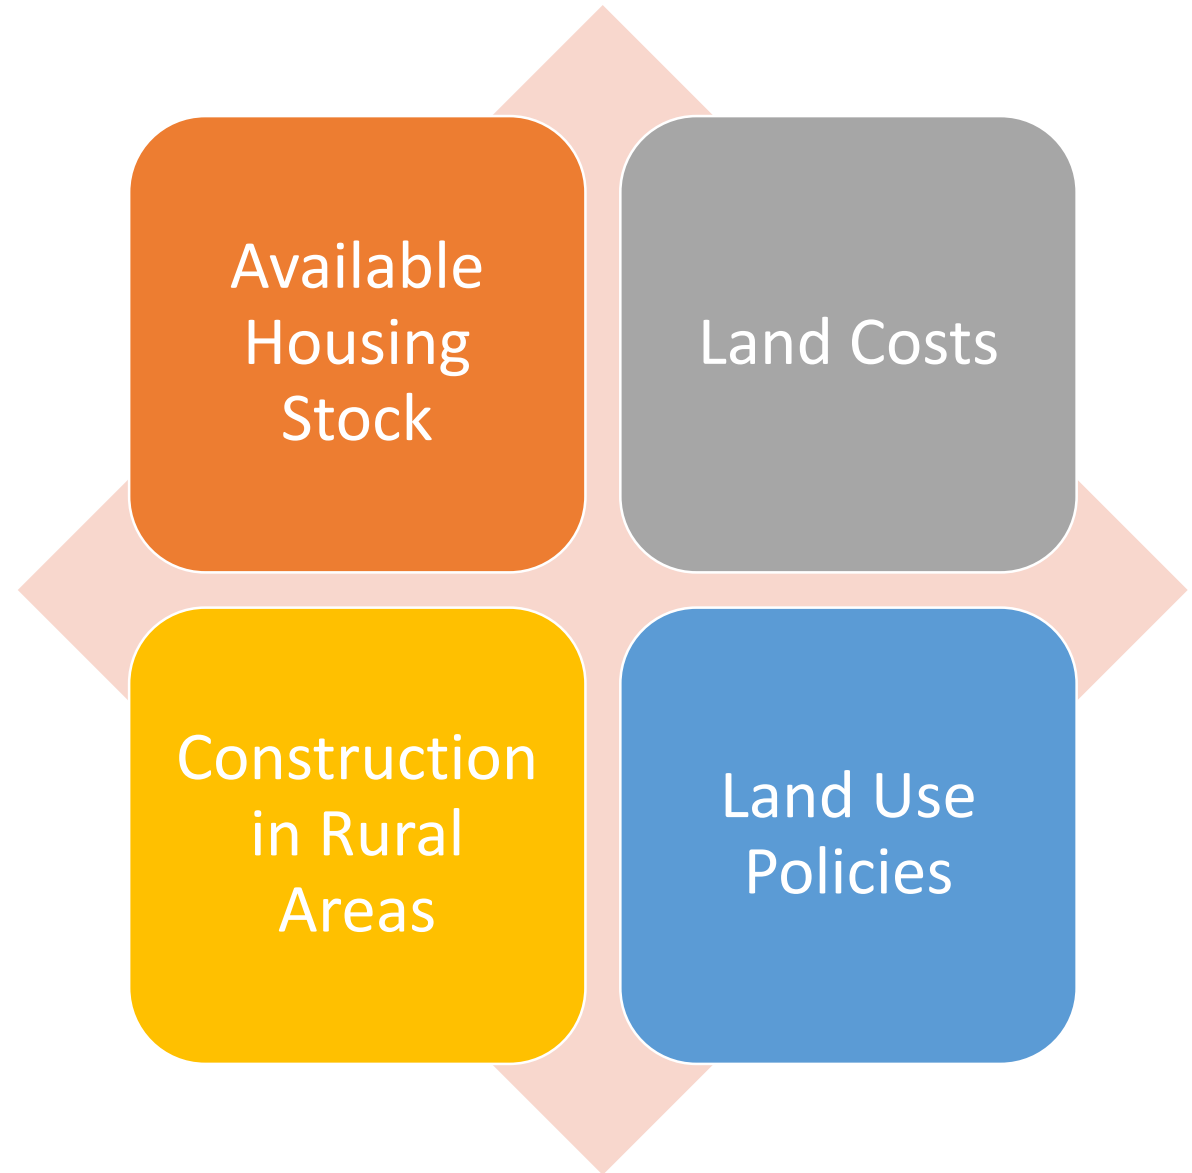 Available
Housing
Stock
Land Costs
Construction
in Rural
Areas
Land Use
Policies